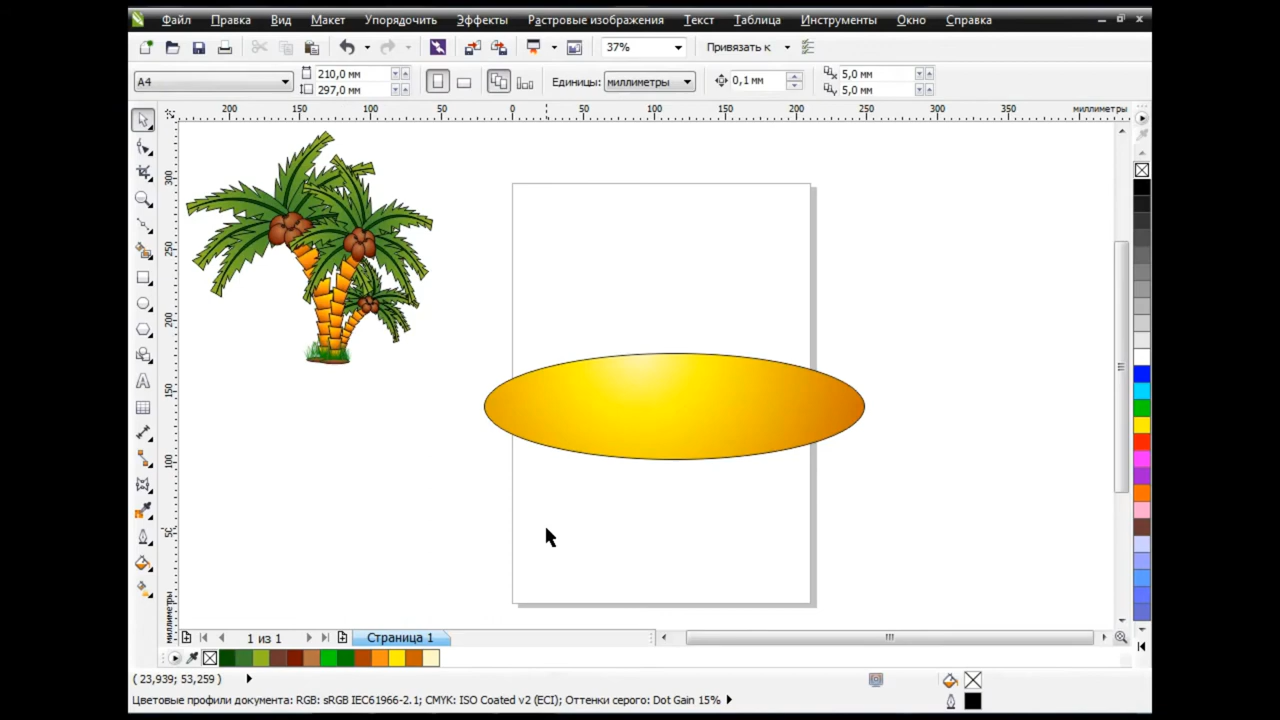 Файл Правка Вид Макет Упорядочить Эффекты Растровые изображения Текст Таблица Инструменты Окно Справка
37% Привязать к
A4 210,0 мм 297,0 мм Единицы: миллиметры 0,1 мм 5,0 мм 5,0 мм
200 150 100 50 0 50 100 150 200 250 300 350 миллиметры
300
250
200
150
100
50
миллиметры
1 из 1 Страница 1
( 23,939; 53,259 )
Цветовые профили документа: RGB: sRGB IEC61966-2.1; CMYK: ISO Coated v2 (ECI); Оттенки серого: Dot Gain 15%